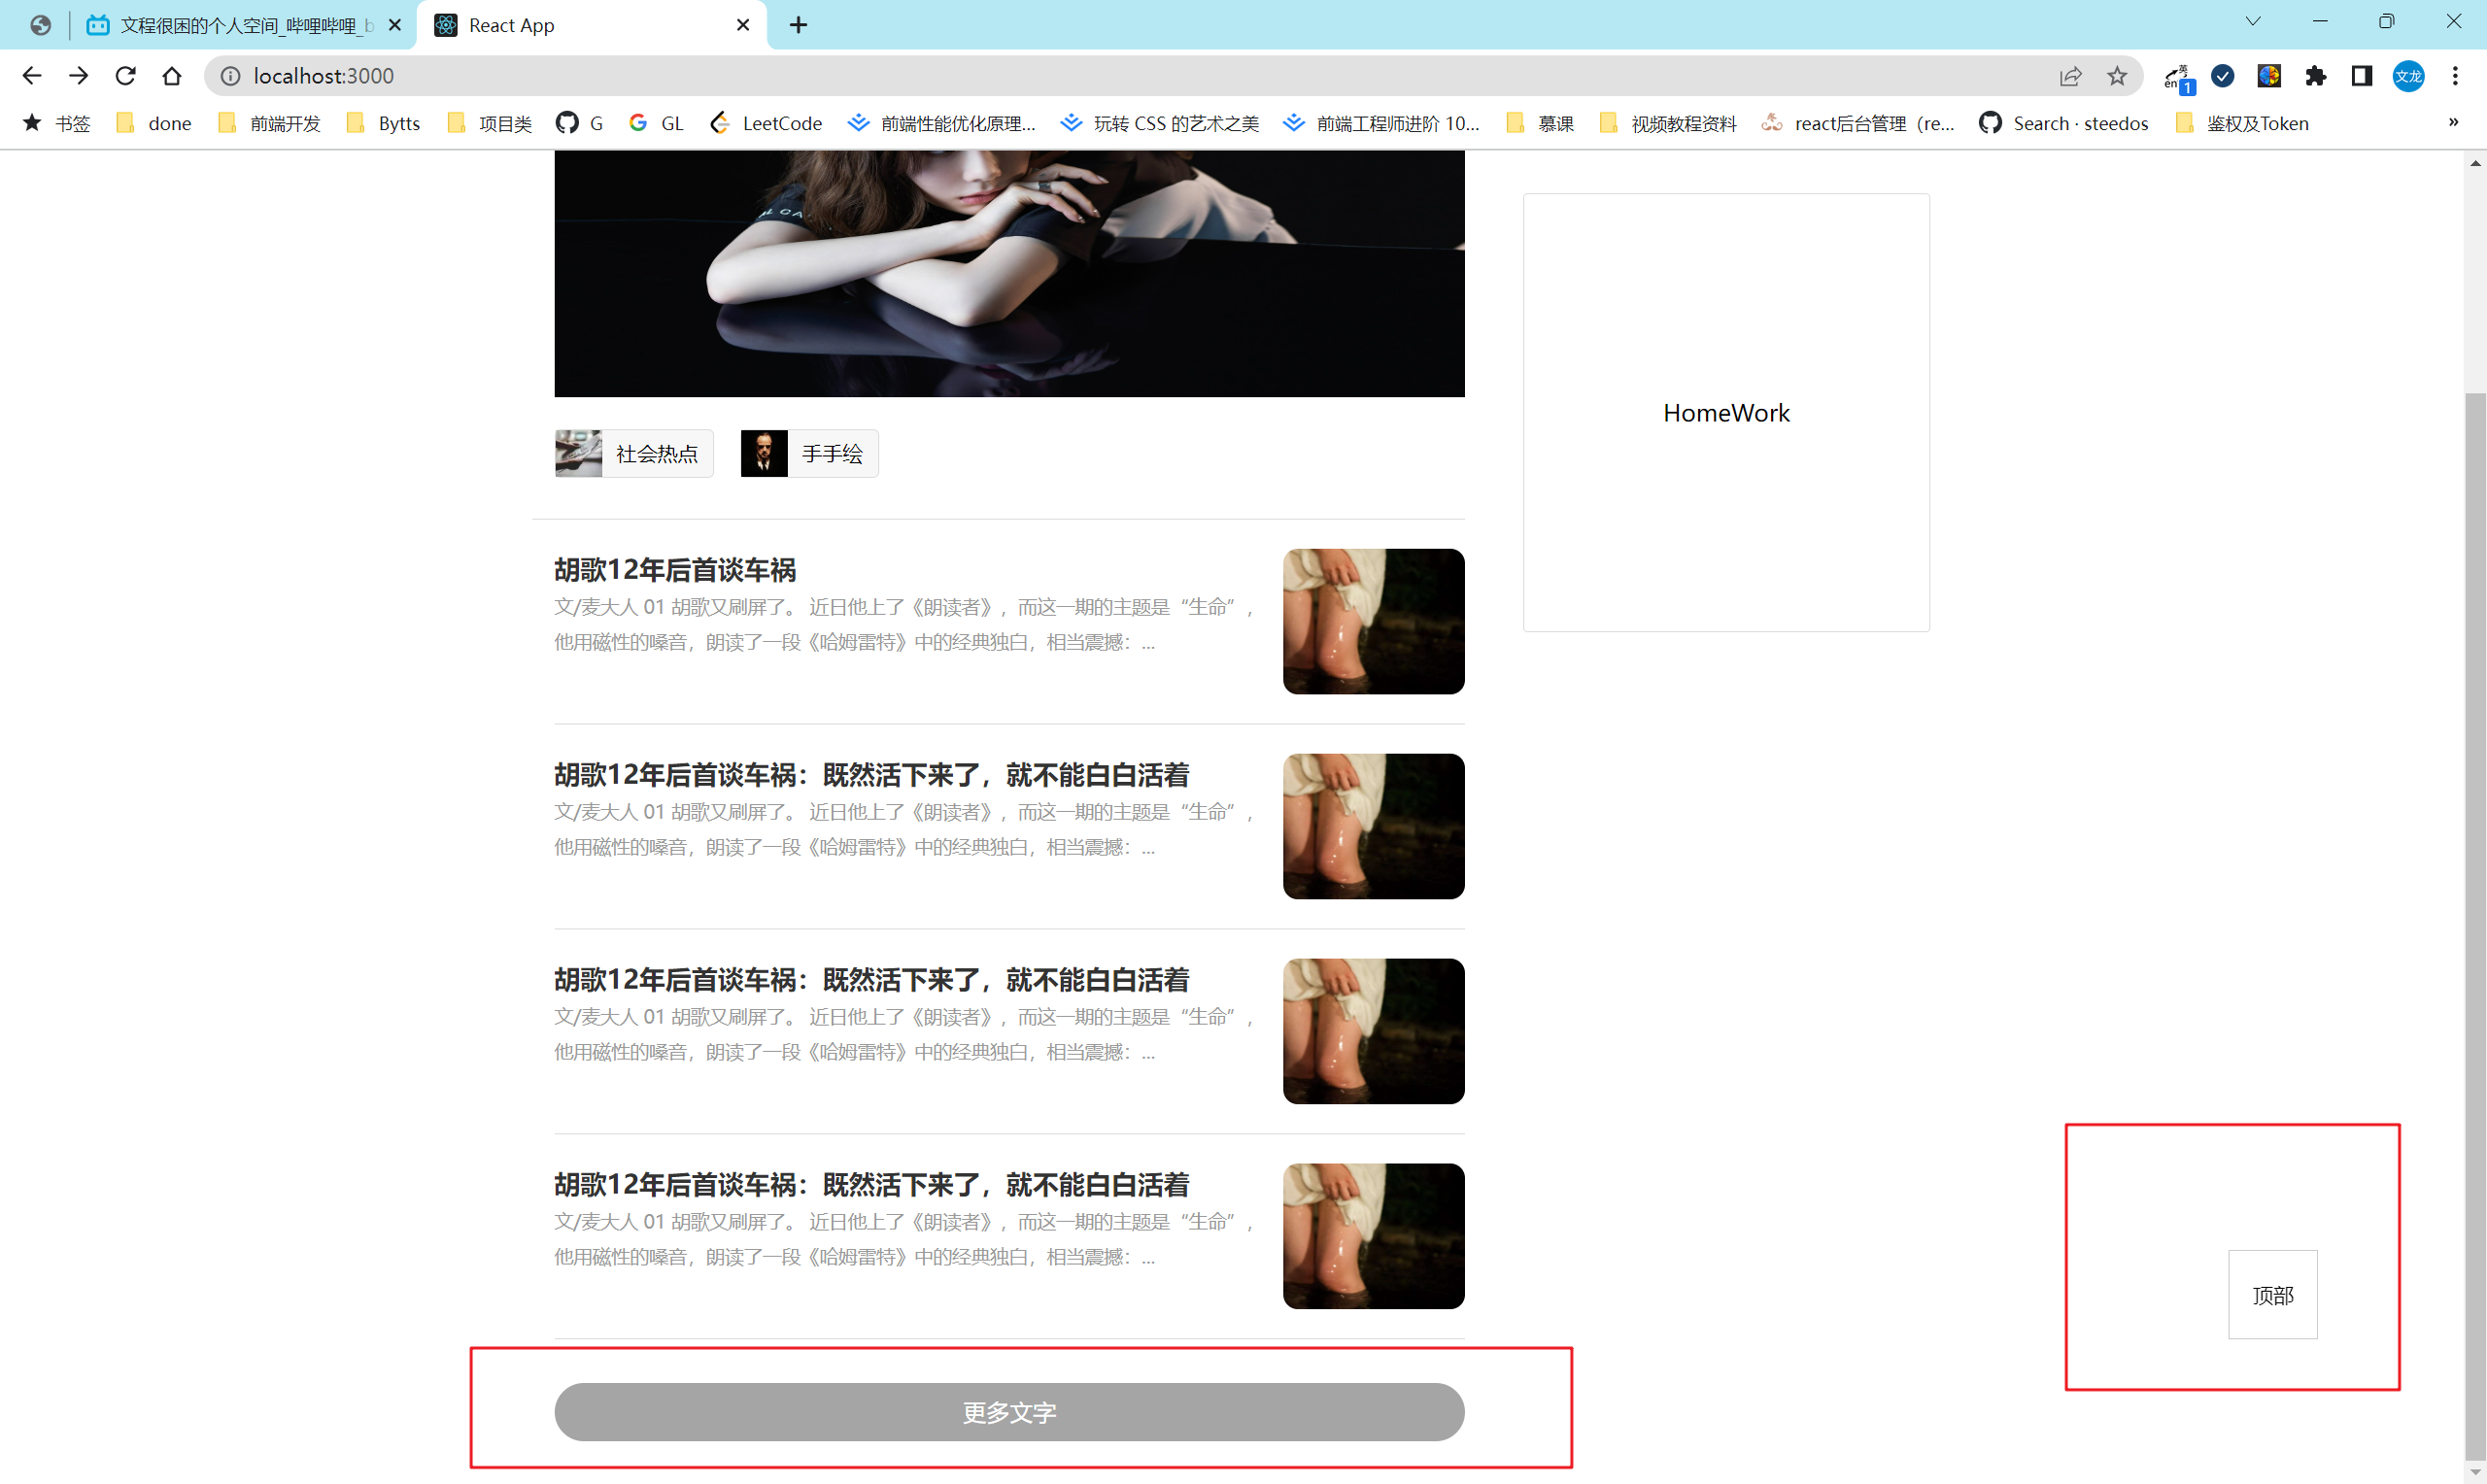 文程很困的个人空间_哔哩哔哩_b
React App
localhost:3000
英
en
1
文龙
书签
done
前端开发
Bytts
项目类
G
GL
LeetCode
前端性能优化原理...
玩转 CSS 的艺术之美
前端工程师进阶 10...
慕课
视频教程资料
react后台管理（re...
Search · steedos
鉴权及Token
»
HomeWork
社会热点
手手绘
胡歌12年后首谈车祸
文/麦大人 01 胡歌又刷屏了。 近日他上了《朗读者》，而这一期的主题是“生命”，
他用磁性的嗓音，朗读了一段《哈姆雷特》中的经典独白，相当震撼：...
胡歌12年后首谈车祸：既然活下来了，就不能白白活着
文/麦大人 01 胡歌又刷屏了。 近日他上了《朗读者》，而这一期的主题是“生命”，
他用磁性的嗓音，朗读了一段《哈姆雷特》中的经典独白，相当震撼：...
胡歌12年后首谈车祸：既然活下来了，就不能白白活着
文/麦大人 01 胡歌又刷屏了。 近日他上了《朗读者》，而这一期的主题是“生命”，
他用磁性的嗓音，朗读了一段《哈姆雷特》中的经典独白，相当震撼：...
胡歌12年后首谈车祸：既然活下来了，就不能白白活着
文/麦大人 01 胡歌又刷屏了。 近日他上了《朗读者》，而这一期的主题是“生命”，
他用磁性的嗓音，朗读了一段《哈姆雷特》中的经典独白，相当震撼：...
顶部
更多文字